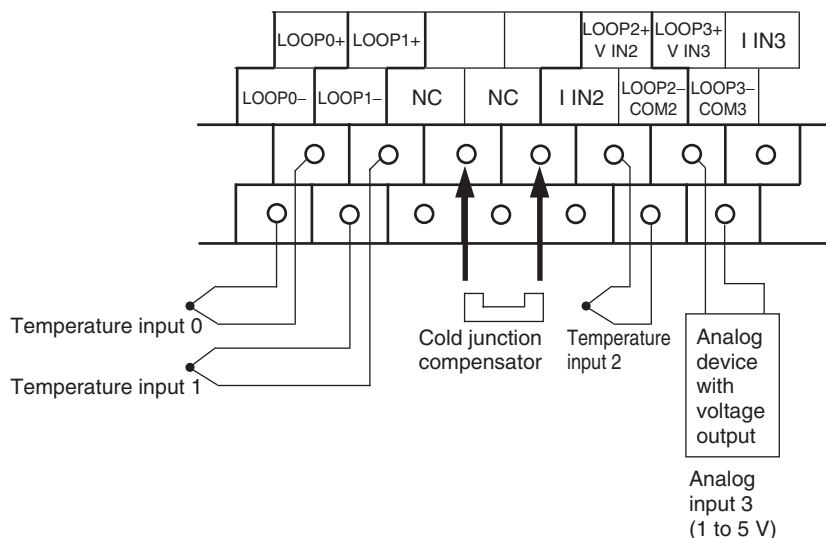 LOOP0+
LOOP1+
LOOP2+
V IN2
LOOP3+
V IN3
I IN3
LOOP0–
LOOP1–
NC
NC
I IN2
LOOP2–
COM2
LOOP3–
COM3
Temperature input 0
Temperature input 1
Cold junction
compensator
Temperature
input 2
Analog
device
with
voltage
output
Analog
input 3
(1 to 5 V)